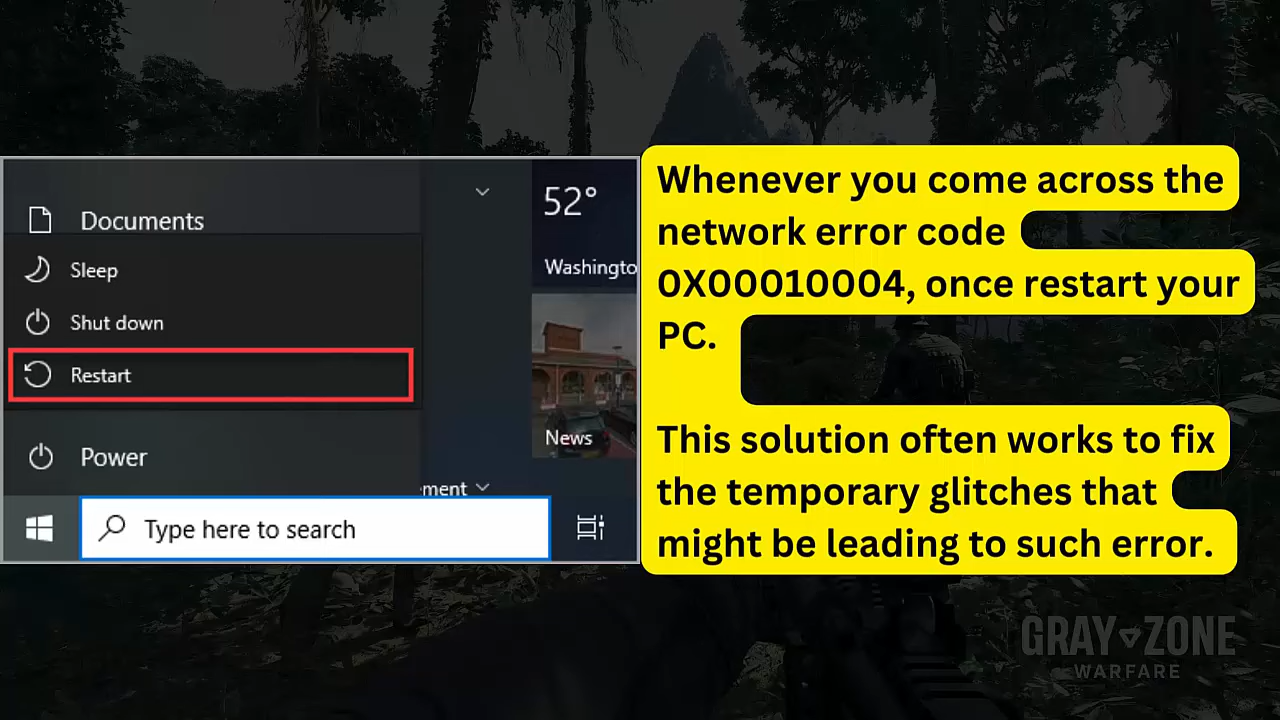 Documents
Sleep
Shut down
Restart
Power
ment
Type here to search
52°
Washingto
News
Whenever you come across the
network error code
0X00010004, once restart your
PC.
This solution often works to fix
the temporary glitches that
might be leading to such error.
GRAY ZONE
WARFARE